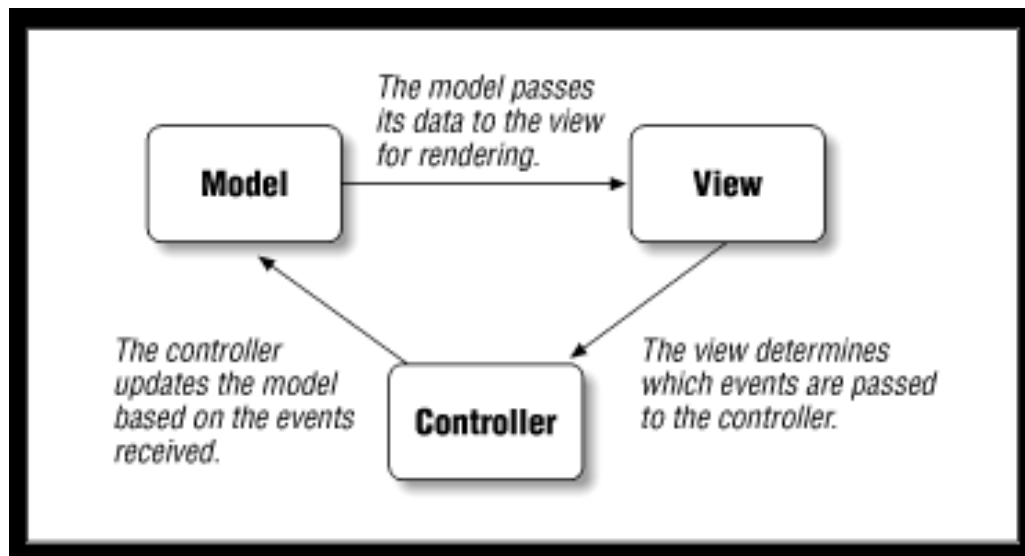 The model passes
its data to the view
for rendering.
Model
View
The controller
updates the model
based on the events
received.
Controller
The view determines
which events are passed
to the controller.